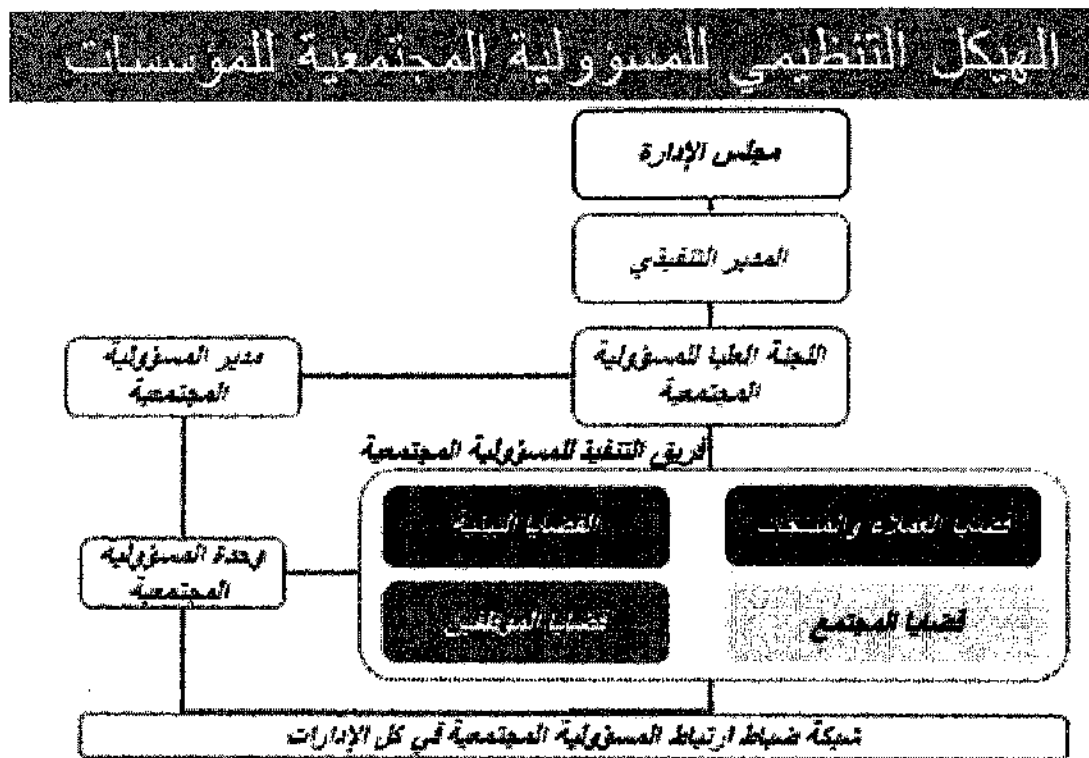 الهيكل التنظيمي للمسؤولية المجتمعية للمؤسسات
مجلس الإدارة
المدير التنفيذي
اللجنة العليا للمسؤولية
المجتمعية
مدير المسؤولية
المجتمعية
فريق التنفيذ للمسؤولية المجتمعية
قضايا العملاء والمنتجات
القضايا البيئية
وحدة المسؤولية
المجتمعية
قضايا المجتمع
قضايا الموظفين
شبكة ضباط ارتباط المسؤولية المجتمعية في كل الإدارات